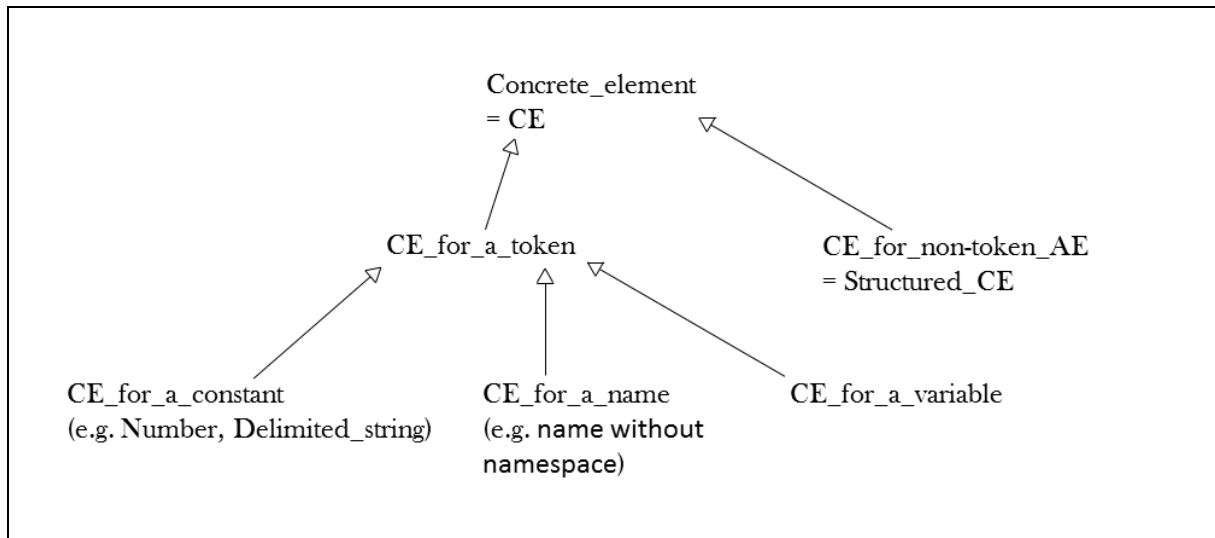 Concrete_element
= CE
CE_for_a_token
CE_for_non-token_AE
= Structured_CE
CE_for_a_constant
(e.g. Number, Delimited_string)
CE_for_a_name
(e.g. name without
namespace)
CE_for_a_variable